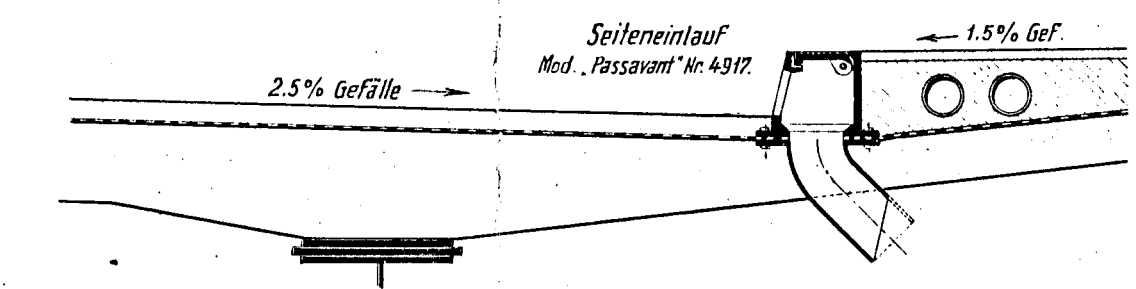 Seiteneinlauf
Mod. „Passavant“ Nr. 4917.
1.5% Gef.
2.5% Gefälle